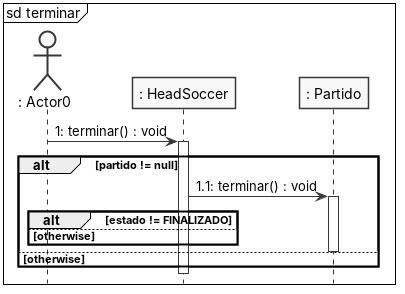 sd terminar
: Actor0
: HeadSoccer
: Partido
1: terminar() : void
alt [partido != null]
1.1: terminar() : void
alt [estado != FINALIZADO]
[otherwise]
[otherwise]